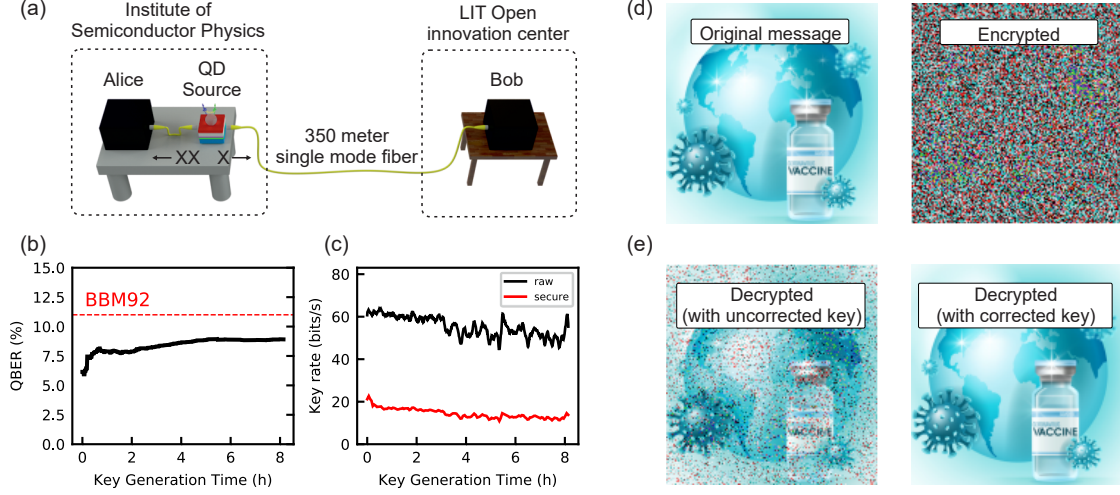 (a)
Institute of
Semiconductor Physics
LIT Open
innovation center
Alice
QD
Source
Bob
350 meter
single mode fiber
XX
X
(b)
15.0
12.5
10.0
7.5
5.0
2.5
0.0
QBER (%)
BBM92
0 2 4 6 8
Key Generation Time (h)
(c)
80
60
40
20
0
Key rate (bits/s)
raw
secure
0 2 4 6 8
Key Generation Time (h)
(d)
Original message
VACCINE
Encrypted
(e)
Decrypted
(with uncorrected key)
VACCINE
Decrypted
(with corrected key)
VACCINE